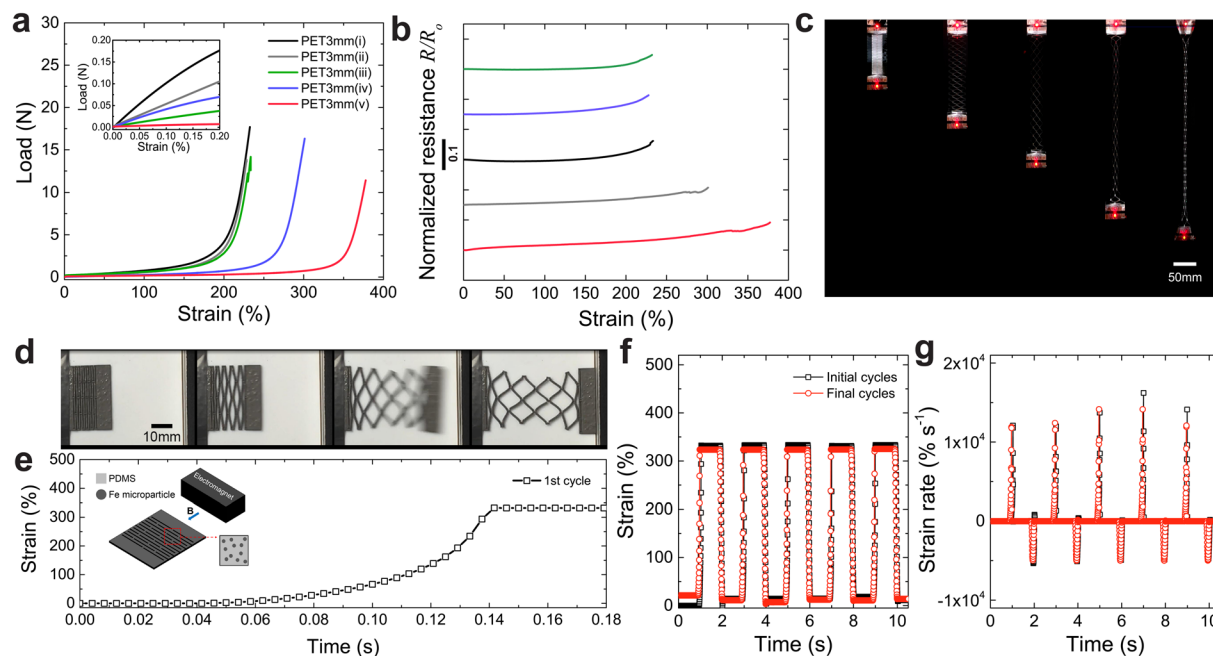 a
30
25
20
15
10
5
0
Load (N)
0 50 100 150 200 250 300 350 400
Strain (%)
0.20
0.15
0.10
0.05
0.00
Load (N)
0.00 0.05 0.10 0.15 0.20
Strain (%)
PET3mm(i)
PET3mm(ii)
PET3mm(iii)
PET3mm(iv)
PET3mm(v)
b
Normalized resistance R/Ro
0.1
0 50 100 150 200 250 300 350 400
Strain (%)
c
50mm
d
10mm
e
500
400
300
200
100
0
Strain (%)
PDMS
Fe microparticle
Electromagnet
B
1st cycle
0.00 0.02 0.04 0.06 0.08 0.10 0.12 0.14 0.16 0.18
Time (s)
f
500
400
300
200
100
0
Strain (%)
Initial cycles
Final cycles
0 2 4 6 8 10
Time (s)
g
2x10⁴
1x10⁴
0
-1x10⁴
Strain rate (% s⁻¹)
0 2 4 6 8 10
Time (s)